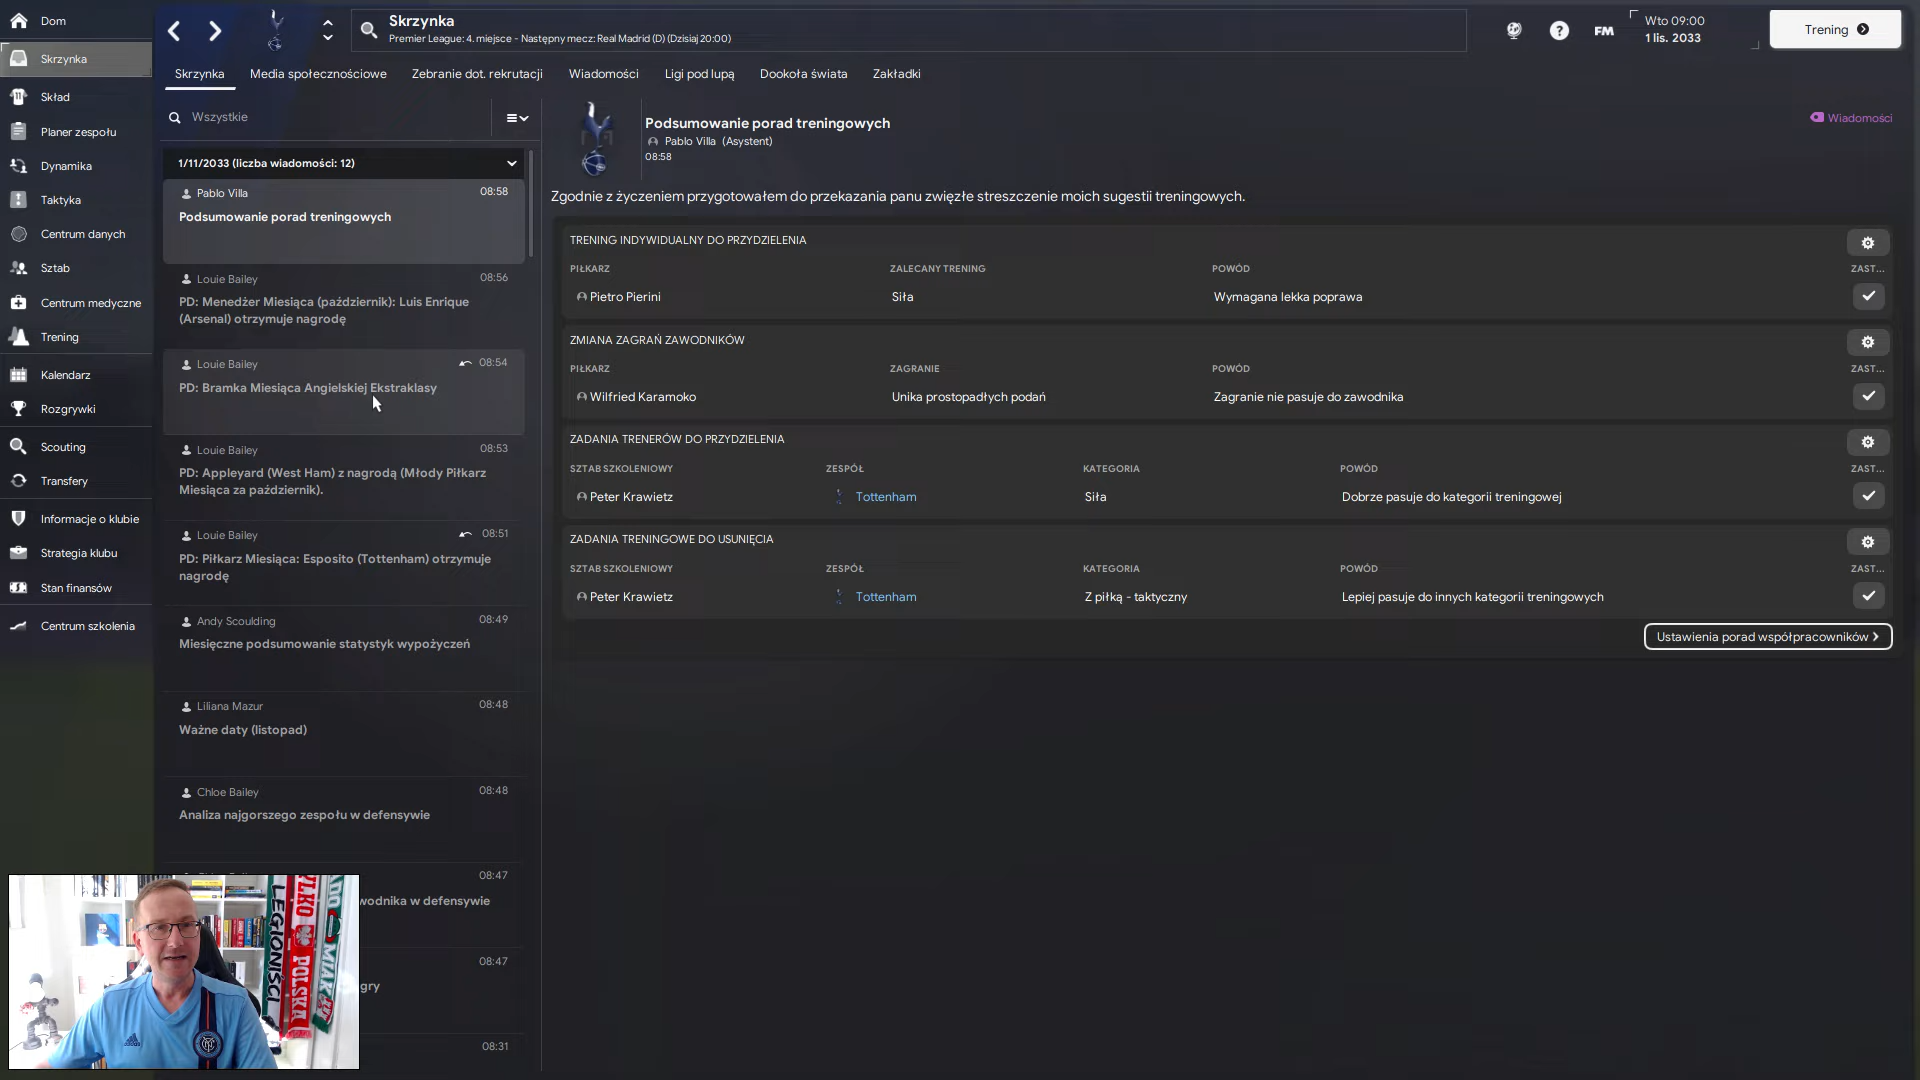 Dom
Skrzynka
Skład
Planer zespołu
Dynamika
Taktyka
Centrum danych
Sztab
Centrum medyczne
Trening
Kalendarz
Rozgrywki
Scouting
Transfery
Informacje o klubie
Strategia klubu
Stan finansów
Centrum szkolenia
Skrzynka
Premier League: 4. miejsce - Następny mecz: Real Madrid (D) (Dzisiaj 20:00)
FM
Wto 09:00
1 lis. 2033
Trening
Skrzynka
Media społecznościowe
Zebranie dot. rekrutacji
Wiadomości
Ligi pod lupą
Dookoła świata
Zakładki
Wszystkie
1/11/2033 (liczba wiadomości: 12)
Pablo Villa 08:58
Podsumowanie porad treningowych
Louie Bailey 08:56
PD: Menedżer Miesiąca (październik): Luis Enrique
(Arsenal) otrzymuje nagrodę
Louie Bailey 08:54
PD: Bramka Miesiąca Angielskiej Ekstraklasy
Louie Bailey 08:53
PD: Appleyard (West Ham) z nagrodą (Młody Piłkarz
Miesiąca za październik).
Louie Bailey 08:51
PD: Piłkarz Miesiąca: Esposito (Tottenham) otrzymuje
nagrodę
Andy Scoulding 08:49
Miesięczne podsumowanie statystyk wypożyczeń
Liliana Mazur 08:48
Ważne daty (listopad)
Chloe Bailey 08:48
Analiza najgorszego zespołu w defensywie
08:47
wodnika w defensywie
08:47
gry
08:31
Podsumowanie porad treningowych
Pablo Villa (Asystent)
08:58
Wiadomości
Zgodnie z życzeniem przygotowałem do przekazania panu zwięzłe streszczenie moich sugestii treningowych.
TRENING INDYWIDUALNY DO PRZYDZIELENIA
PIŁKARZ ZALECANY TRENING POWÓD ZAST...
Pietro Pierini Siła Wymagana lekka poprawa
ZMIANA ZAGRAŃ ZAWODNIKÓW
PIŁKARZ ZAGRANIE POWÓD ZAST...
Wilfried Karamoko Unika prostopadłych podań Zagranie nie pasuje do zawodnika
ZADANIA TRENERÓW DO PRZYDZIELENIA
SZTAB SZKOLENIOWY ZESPÓŁ KATEGORIA POWÓD ZAST...
Peter Krawietz Tottenham Siła Dobrze pasuje do kategorii treningowej
ZADANIA TRENINGOWE DO USUNIĘCIA
SZTAB SZKOLENIOWY ZESPÓŁ KATEGORIA POWÓD ZAST...
Peter Krawietz Tottenham Z piłką - taktyczny Lepiej pasuje do innych kategorii treningowych
Ustawienia porad współpracowników
LEGIONIŚCI
POLSKA